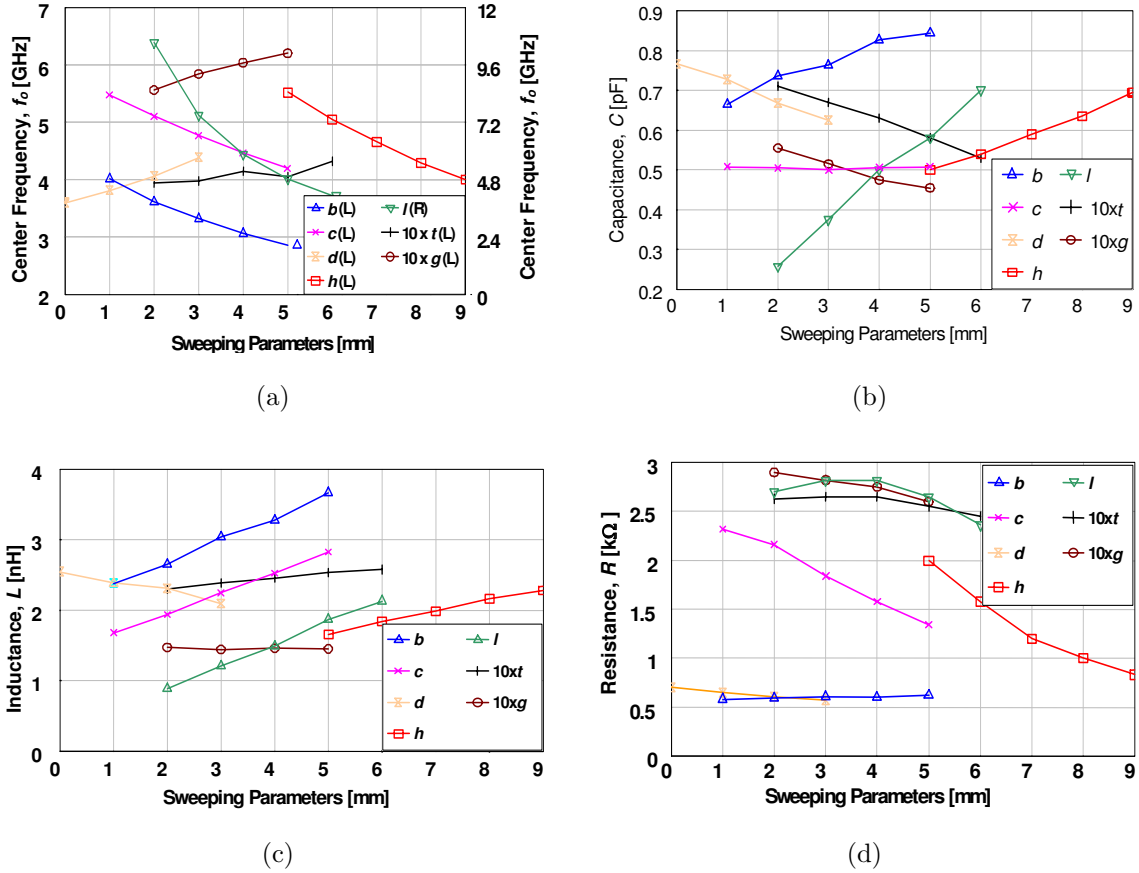 7
6
5
4
3
2
12
9.6
7.2
4.8
2.4
0
Center Frequency, fo [GHz]
Center Frequency, fo [GHz]
b(L)
l(R)
c(L)
10 x t(L)
d(L)
10 x g(L)
h(L)
0 1 2 3 4 5 6 7 8 9
Sweeping Parameters [mm]
(a)
0.9
0.8
0.7
0.6
0.5
0.4
0.3
0.2
Capacitance, C [pF]
b
l
c
10xt
d
10xg
h
0 1 2 3 4 5 6 7 8 9
Sweeping Parameters [mm]
(b)
4
3
2
1
0
Inductance, L [nH]
b
l
c
10xt
d
10xg
h
0 1 2 3 4 5 6 7 8 9
Sweeping Parameters [mm]
(c)
3
2.5
2
1.5
1
0.5
0
Resistance, R [kΩ]
b
l
c
10xt
d
10xg
h
0 1 2 3 4 5 6 7 8 9
Sweeping Parameters [mm]
(d)